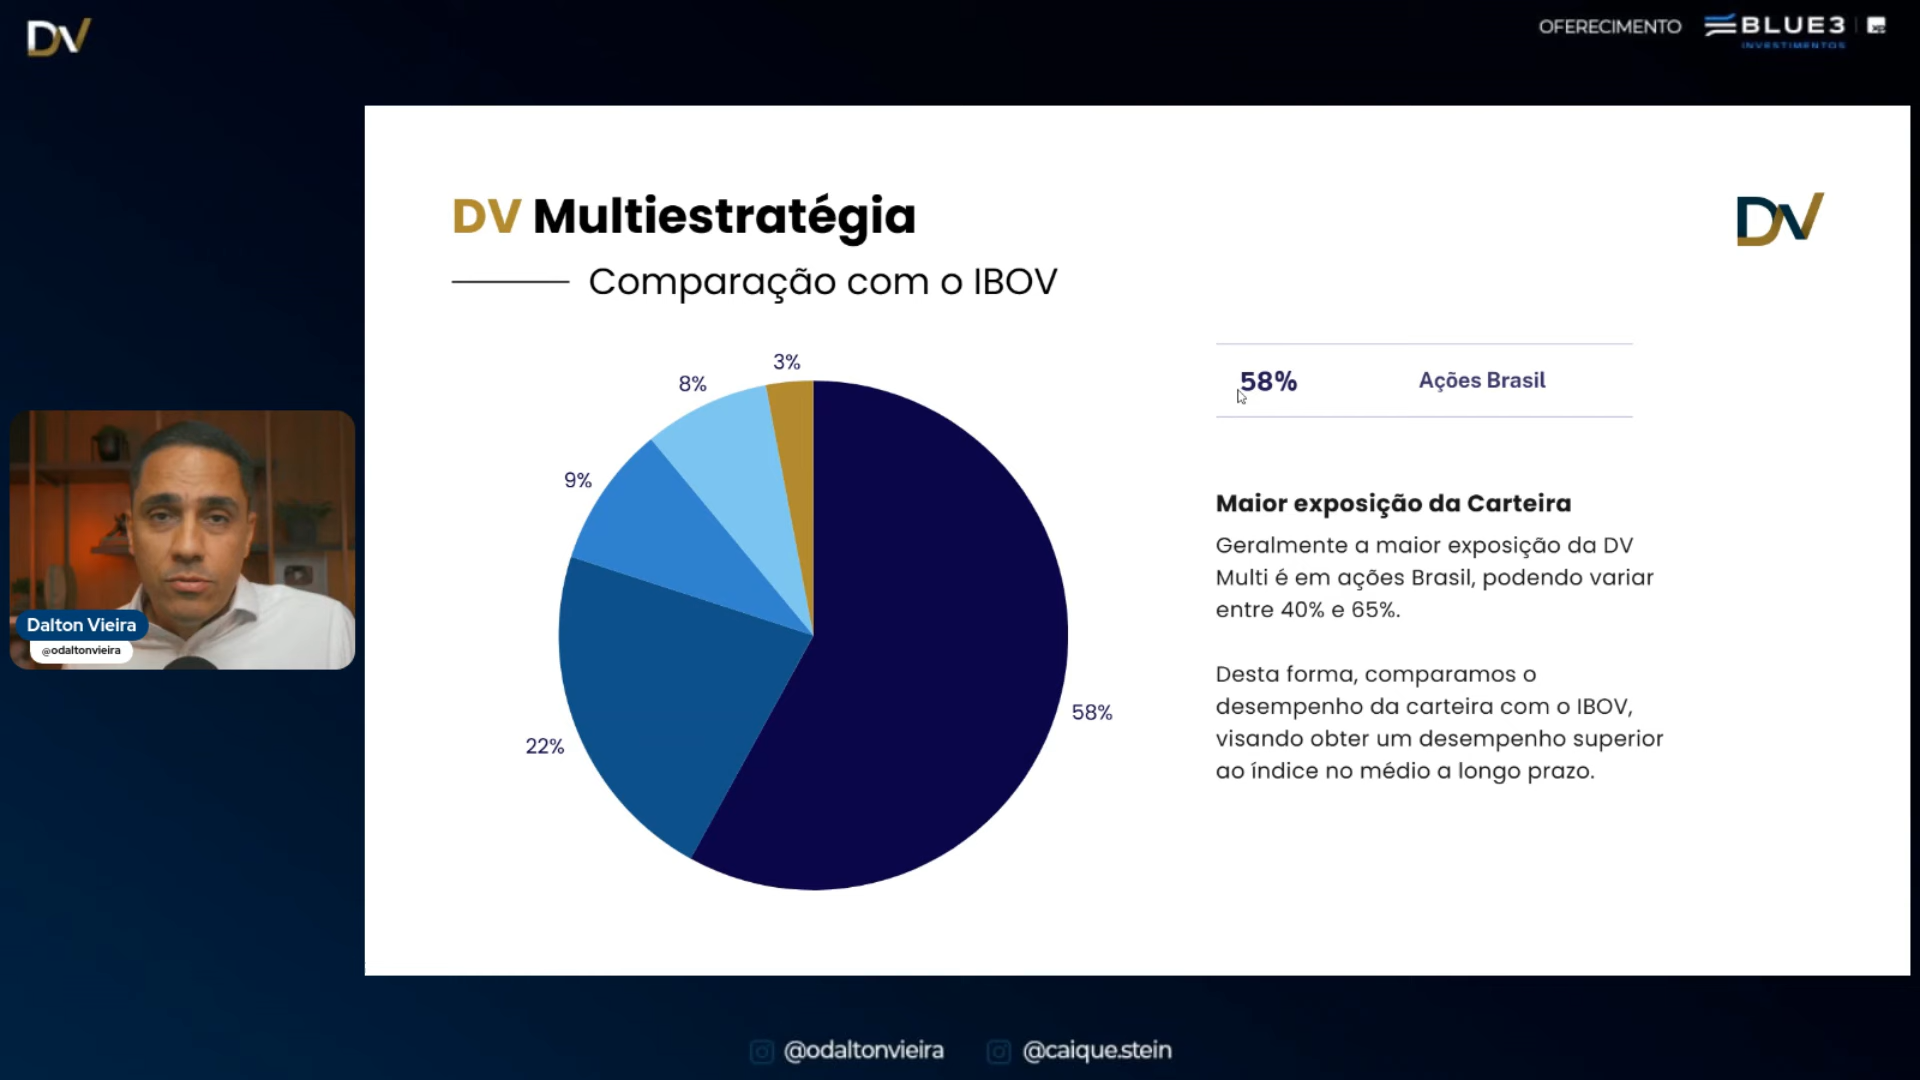 DV
OFERECIMENTO
BLUE3
INVESTIMENTOS
DV Multiestratégia
DV
Comparação com o IBOV
3%
8%
9%
22%
58%
58%
Ações Brasil
Maior exposição da Carteira
Geralmente a maior exposição da DV
Multi é em ações Brasil, podendo variar
entre 40% e 65%.
Desta forma, comparamos o
desempenho da carteira com o IBOV,
visando obter um desempenho superior
ao índice no médio a longo prazo.
Dalton Vieira
@odaltonvieira
@odaltonvieira
@caique.stein